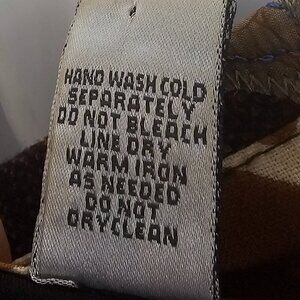 HAND WASH COLD
SEPARATELY
DO NOT BLEACH
LINE DRY
WARM IRON
AS NEEDED
DO NOT
DRYCLEAN